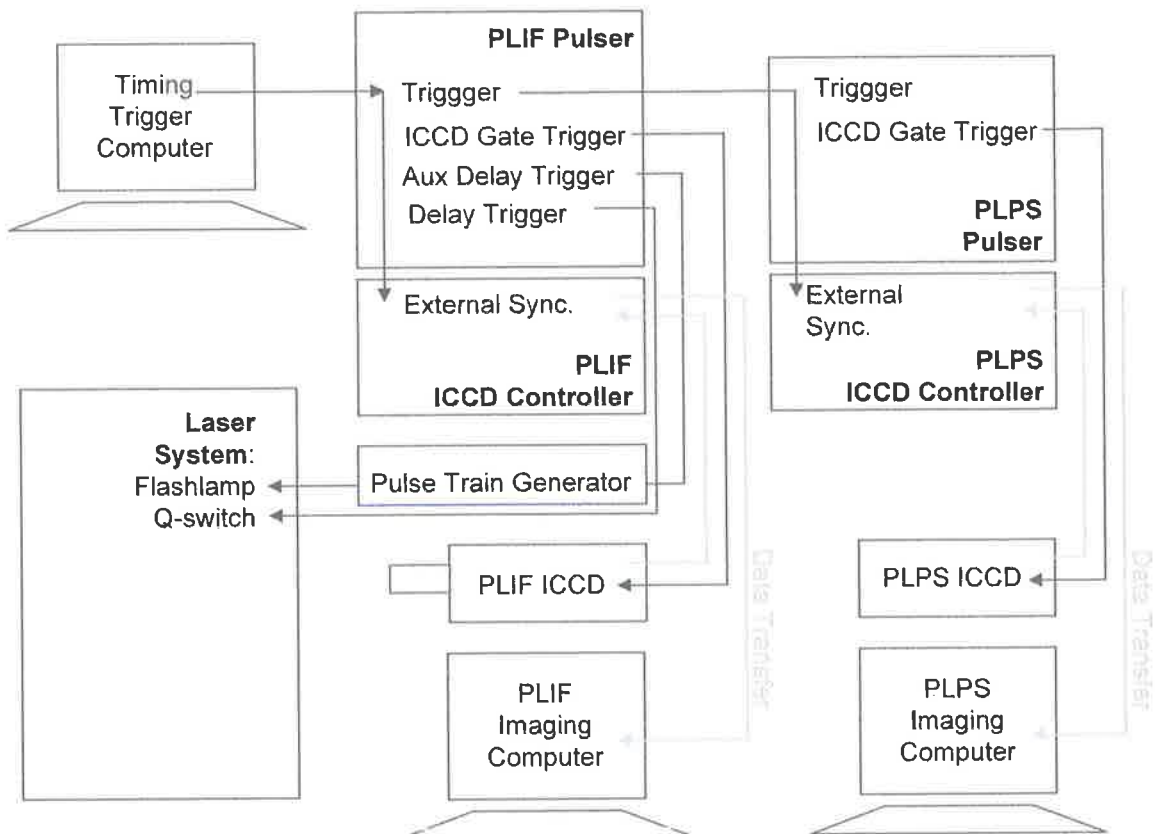 Timing
Trigger
Computer
PLIF Pulser
Triggger
ICCD Gate Trigger
Aux Delay Trigger
Delay Trigger
Triggger
ICCD Gate Trigger
PLPS
Pulser
External Sync.
PLIF
ICCD Controller
External
Sync.
PLPS
ICCD Controller
Laser
System:
Flashlamp
Q-switch
Pulse Train Generator
PLIF ICCD
Data Transfer
PLPS ICCD
Data Transfer
PLIF
Imaging
Computer
PLPS
Imaging
Computer